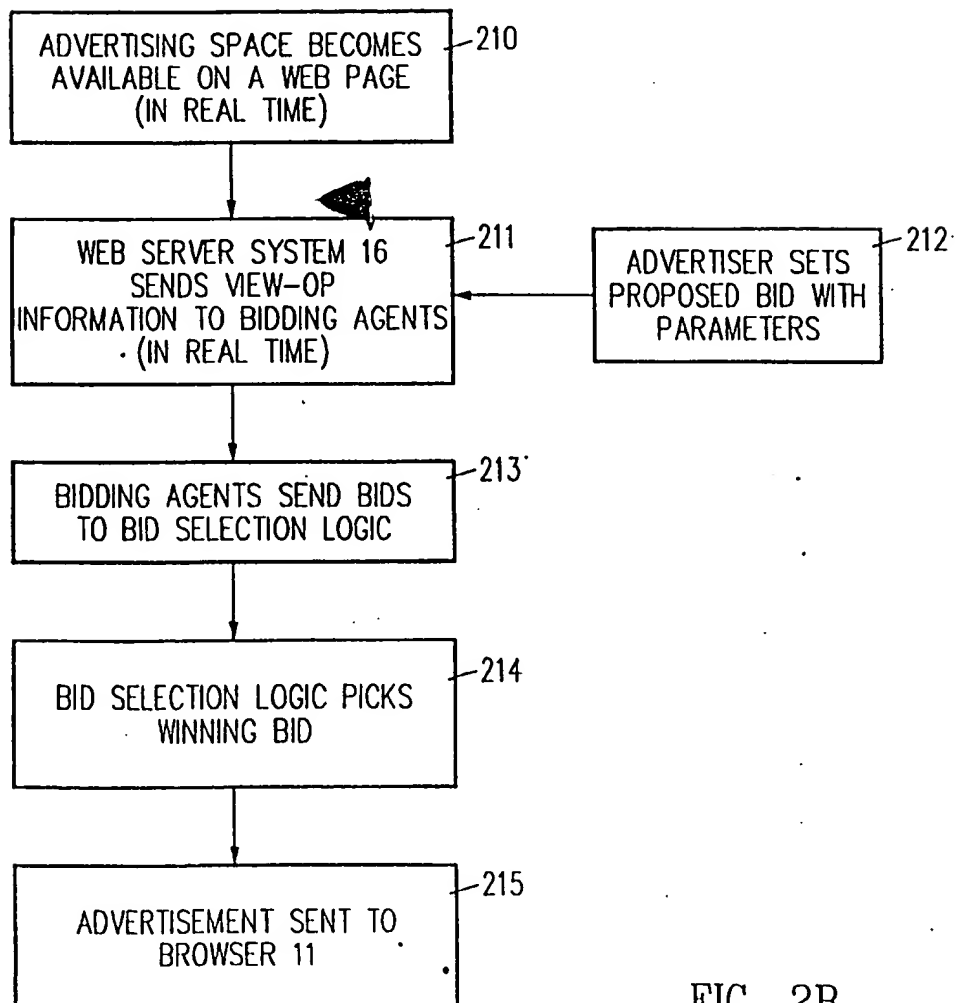 ADVERTISING SPACE BECOMES
AVAILABLE ON A WEB PAGE
(IN REAL TIME)
210
WEB SERVER SYSTEM 16
SENDS VIEW-OP
INFORMATION TO BIDDING AGENTS
(IN REAL TIME)
211
ADVERTISER SETS
PROPOSED BID WITH
PARAMETERS
212
BIDDING AGENTS SEND BIDS
TO BID SELECTION LOGIC
213
BID SELECTION LOGIC PICKS
WINNING BID
214
ADVERTISEMENT SENT TO
BROWSER 11
215
FIG. 2B